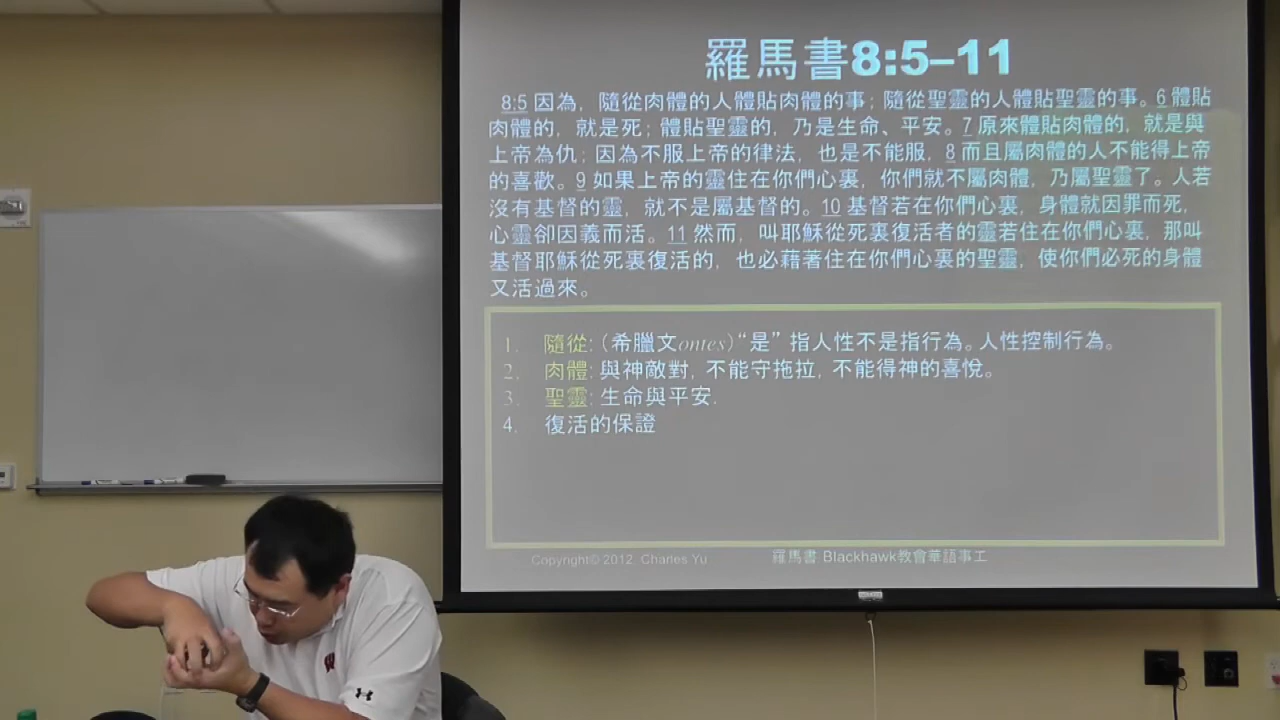 羅馬書8:5–11
8:5 因為，隨從肉體的人體貼肉體的事；隨從聖靈的人體貼聖靈的事。6 體貼
肉體的，就是死；體貼聖靈的，乃是生命、平安。7 原來體貼肉體的，就是與
上帝為仇；因為不服上帝的律法，也是不能服，8 而且屬肉體的人不能得上帝
的喜歡。9 如果上帝的靈住在你們心裏，你們就不屬肉體，乃屬聖靈了。人若
沒有基督的靈，就不是屬基督的。10 基督若在你們心裏，身體就因罪而死，
心靈卻因義而活。11 然而，叫耶穌從死裏復活者的靈若住在你們心裏，那叫
基督耶穌從死裏復活的，也必藉著住在你們心裏的聖靈，使你們必死的身體
又活過來。
1. 隨從：(希臘文ontes)“是” 指人性不是指行為。人性控制行為。
2. 肉體：與神敵對，不能守拖拉，不能得神的喜悅。
3. 聖靈：生命與平安.
4. 復活的保證
Copyright© 2012 Charles Yu 羅馬書 Blackhawk教會華語事工
W